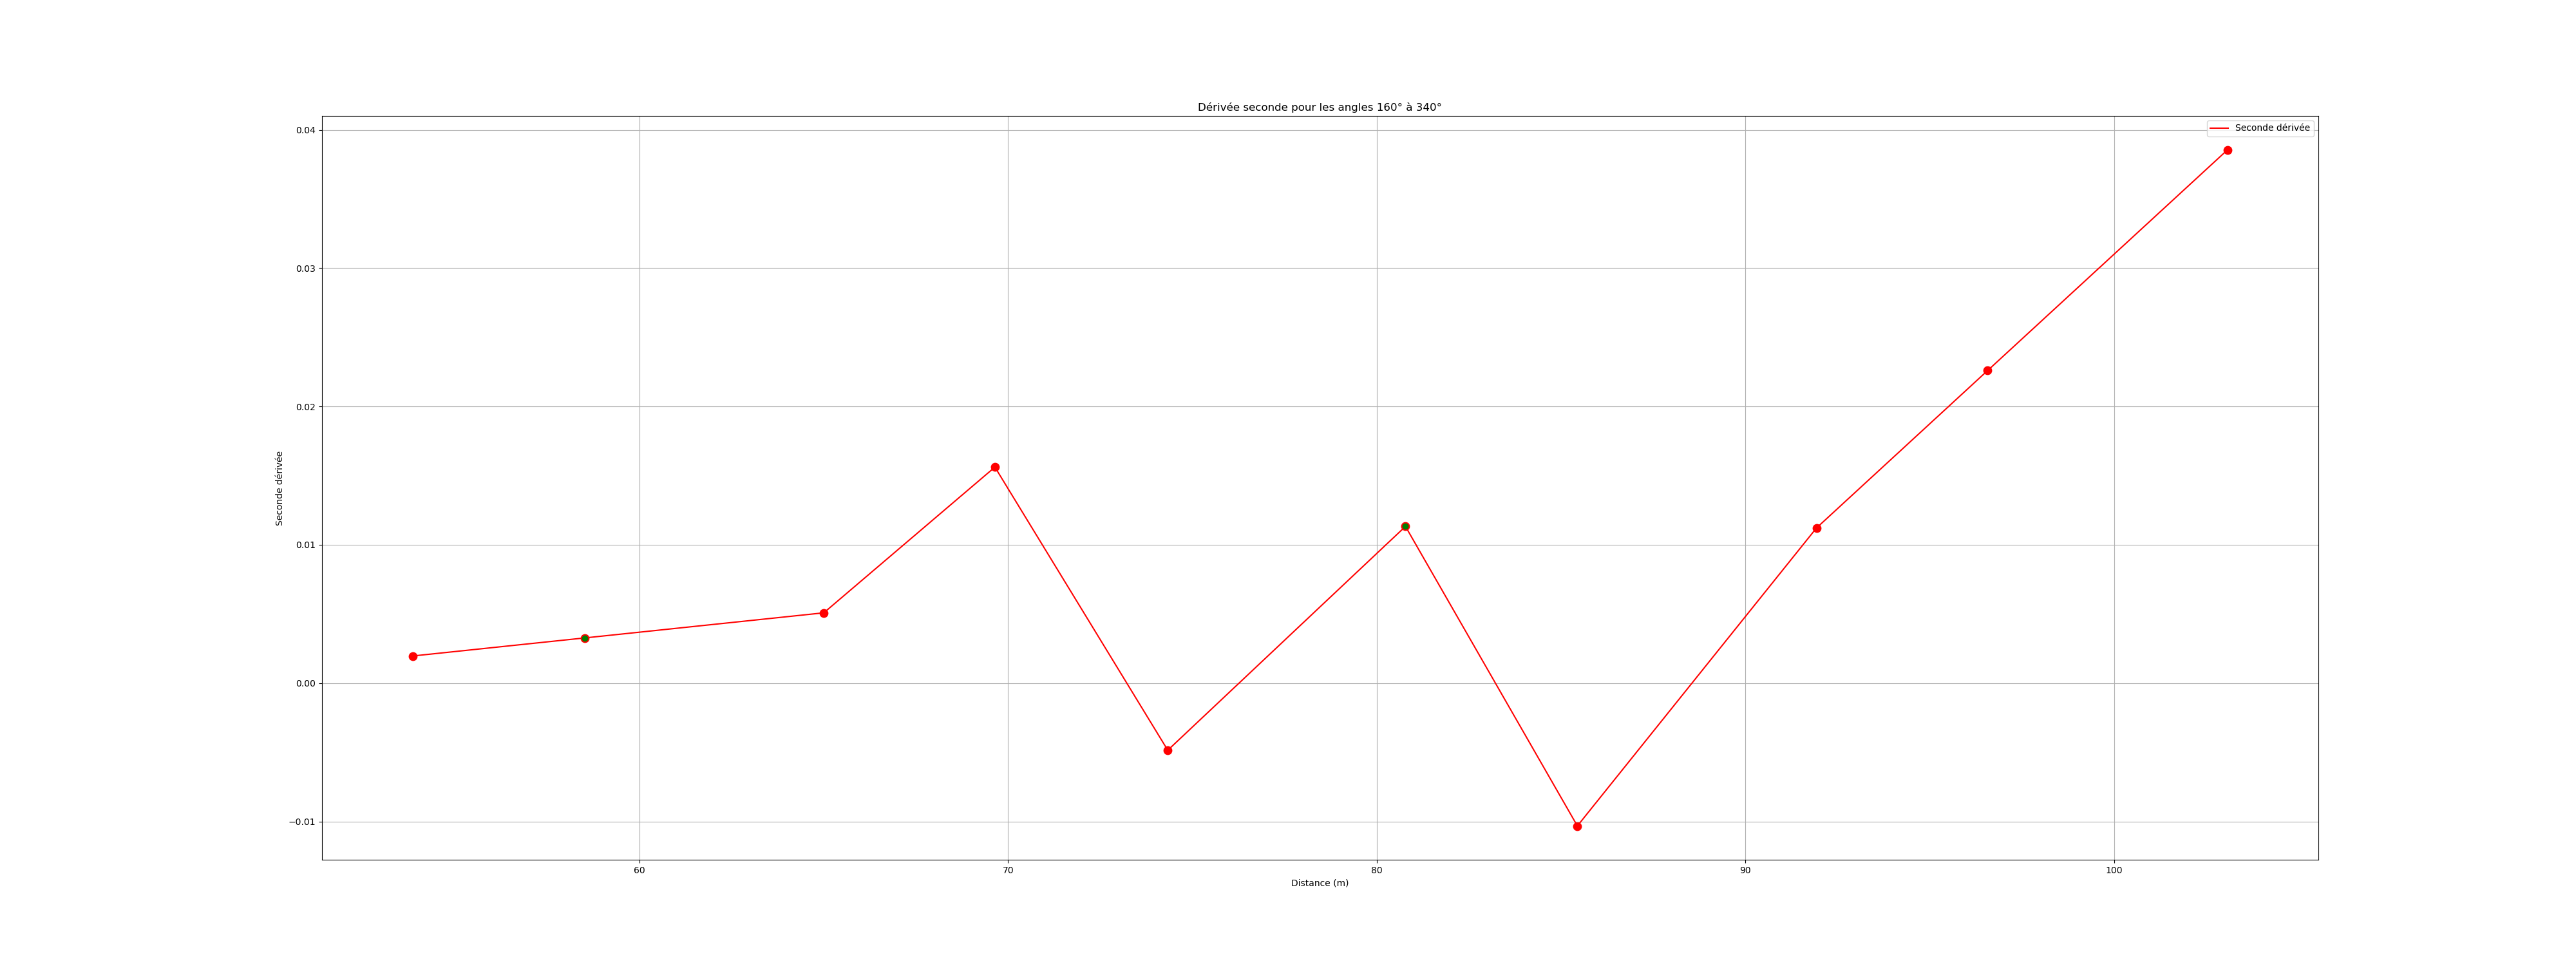 Dérivée seconde pour les angles 160° à 340°
Seconde dérivée
0.04
0.03
0.02
0.01
0.00
−0.01
Seconde dérivée
60
70
80
90
100
Distance (m)